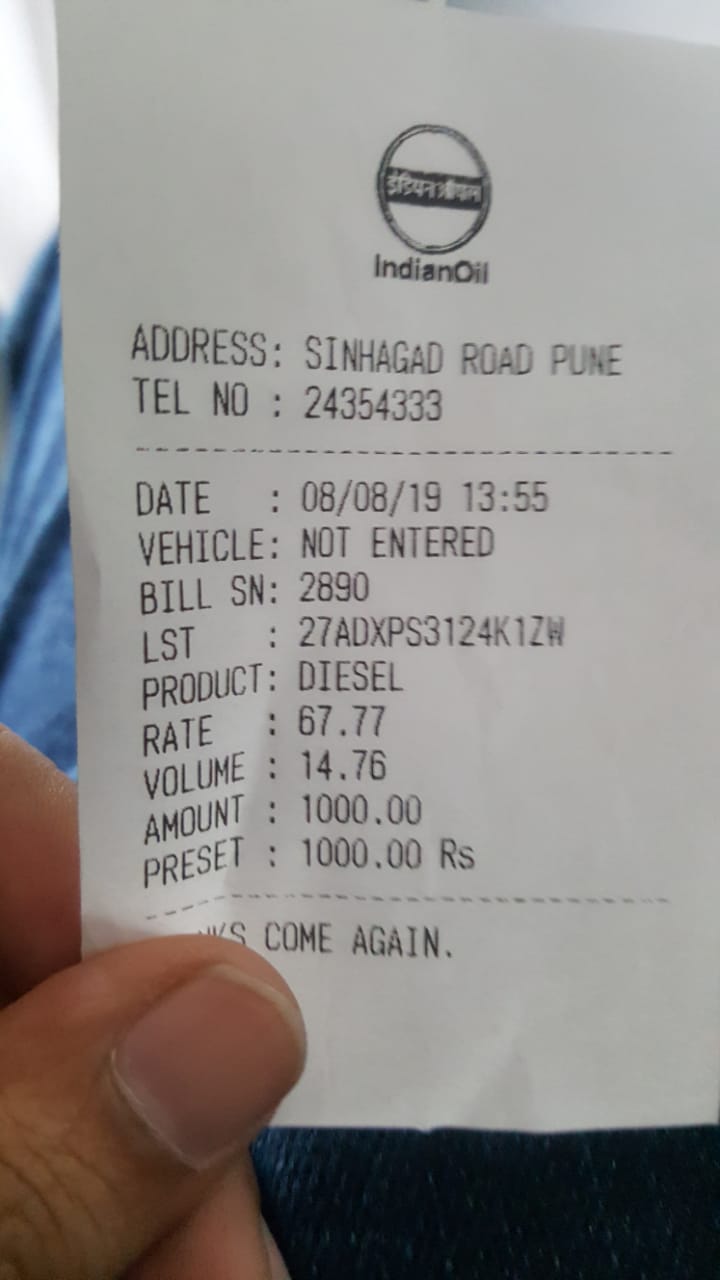 इंडियनऑयल
IndianOil
ADDRESS: SINHAGAD ROAD PUNE
TEL NO : 24354333
DATE : 08/08/19 13:55
VEHICLE: NOT ENTERED
BILL SN: 2890
LST : 27ADXPS3124K1ZW
PRODUCT: DIESEL
RATE : 67.77
VOLUME : 14.76
AMOUNT : 1000.00
PRESET : 1000.00 Rs
COME AGAIN.